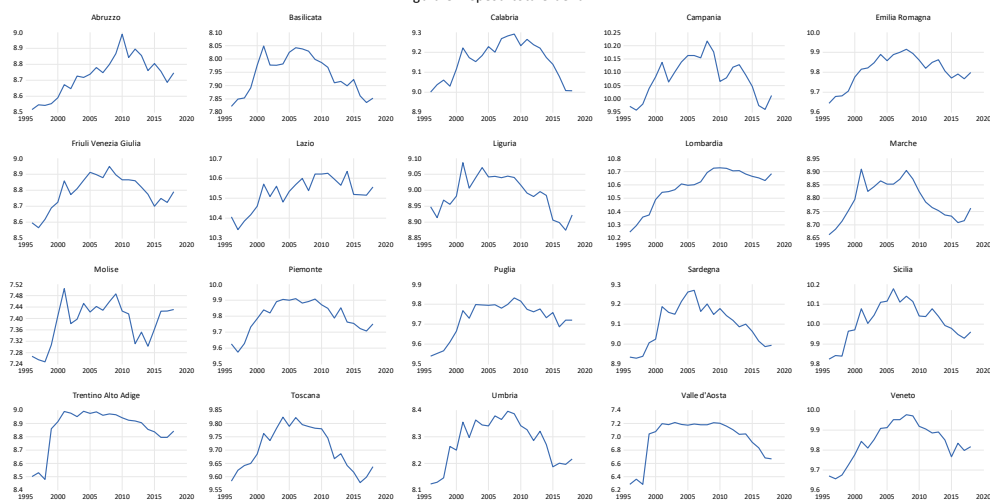 Abruzzo Basilicata Calabria Campania Emilia Romagna
9.0 8.10 9.3 10.25 10.0
8.9 8.05 9.2 10.20 9.9
8.8 8.00 9.1 10.15 9.8
8.7 7.95 9.0 10.10 9.7
8.6 7.90 8.9 10.05 9.6
8.5 7.85 10.00
7.80 9.95
1995 2000 2005 2010 2015 2020 1995 2000 2005 2010 2015 2020 1995 2000 2005 2010 2015 2020 1995 2000 2005 2010 2015 2020 1995 2000 2005 2010 2015 2020
Friuli Venezia Giulia Lazio Liguria Lombardia Marche
9.0 10.7 9.10 10.8 8.95
8.9 10.6 9.05 10.7 8.90
8.8 10.5 9.00 10.6 8.85
8.7 10.4 8.95 10.5 8.80
8.6 10.3 8.90 10.4 8.75
8.5 8.85 10.3 8.70
10.2 8.65
1995 2000 2005 2010 2015 2020 1995 2000 2005 2010 2015 2020 1995 2000 2005 2010 2015 2020 1995 2000 2005 2010 2015 2020 1995 2000 2005 2010 2015 2020
Molise Piemonte Puglia Sardegna Sicilia
7.52 10.0 9.9 9.3 10.2
7.48 9.9 9.8 9.2 10.1
7.44 9.8 9.7 9.1 10.0
7.40 9.7 9.6 9.0 9.9
7.36 9.6 9.5 8.9 9.8
7.32 9.5
7.28
7.24
1995 2000 2005 2010 2015 2020 1995 2000 2005 2010 2015 2020 1995 2000 2005 2010 2015 2020 1995 2000 2005 2010 2015 2020 1995 2000 2005 2010 2015 2020
Trentino Alto Adige Toscana Umbria Valle d'Aosta Veneto
9.0 9.85 8.4 7.4 10.0
8.9 9.80 8.3 7.2 9.9
8.8 9.75 8.2 7.0 9.8
8.7 9.70 8.1 6.8 9.7
8.6 9.65 6.6 9.6
8.5 9.60 6.4
8.4 9.55 6.2
1995 2000 2005 2010 2015 2020 1995 2000 2005 2010 2015 2020 1995 2000 2005 2010 2015 2020 1995 2000 2005 2010 2015 2020 1995 2000 2005 2010 2015 2020